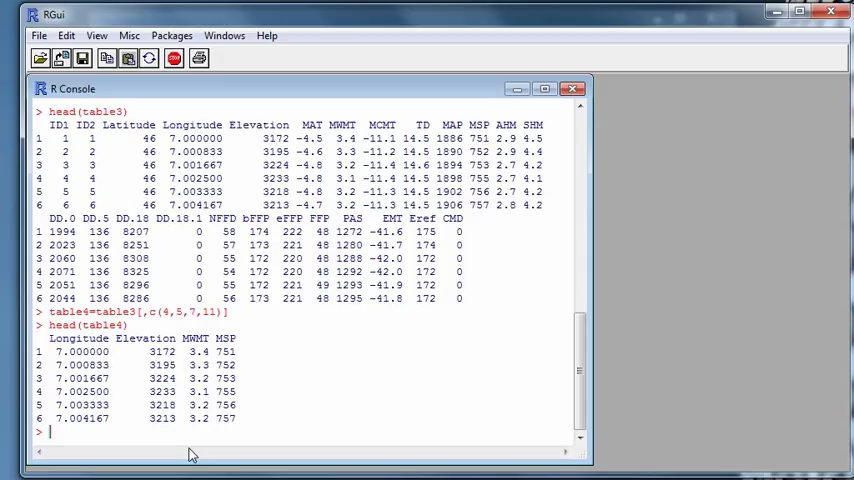 RGui
File Edit View Misc Packages Windows Help
STOP
R Console
> head(table3)
ID1 ID2 Latitude Longitude Elevation MAT MWMT MCMT TD MAP MSP AHM SHM
1 1 1 46 7.000000 3172 -4.5 3.4 -11.1 14.5 1886 751 2.9 4.5
2 2 2 46 7.000833 3195 -4.6 3.3 -11.2 14.5 1890 752 2.9 4.4
3 3 3 46 7.001667 3224 -4.8 3.2 -11.4 14.6 1894 753 2.7 4.2
4 4 4 46 7.002500 3233 -4.8 3.1 -11.4 14.5 1898 755 2.7 4.1
5 5 5 46 7.003333 3218 -4.8 3.2 -11.3 14.5 1902 756 2.7 4.2
6 6 6 46 7.004167 3213 -4.7 3.2 -11.3 14.5 1906 757 2.8 4.2
DD.0 DD.5 DD.18 DD.18.1 NFFD bFFP eFFP FFP PAS EMT Eref CMD
1 1994 136 8207 0 58 174 222 48 1272 -41.6 175 0
2 2023 136 8251 0 57 173 221 48 1280 -41.7 174 0
3 2060 136 8308 0 55 172 220 48 1288 -42.0 172 0
4 2071 136 8325 0 54 172 220 48 1292 -42.0 172 0
5 2051 136 8296 0 55 172 221 49 1293 -41.9 172 0
6 2044 136 8286 0 56 173 221 48 1295 -41.8 172 0
> table4=table3[,c(4,5,7,11)]
> head(table4)
Longitude Elevation MWMT MSP
1 7.000000 3172 3.4 751
2 7.000833 3195 3.3 752
3 7.001667 3224 3.2 753
4 7.002500 3233 3.1 755
5 7.003333 3218 3.2 756
6 7.004167 3213 3.2 757
>